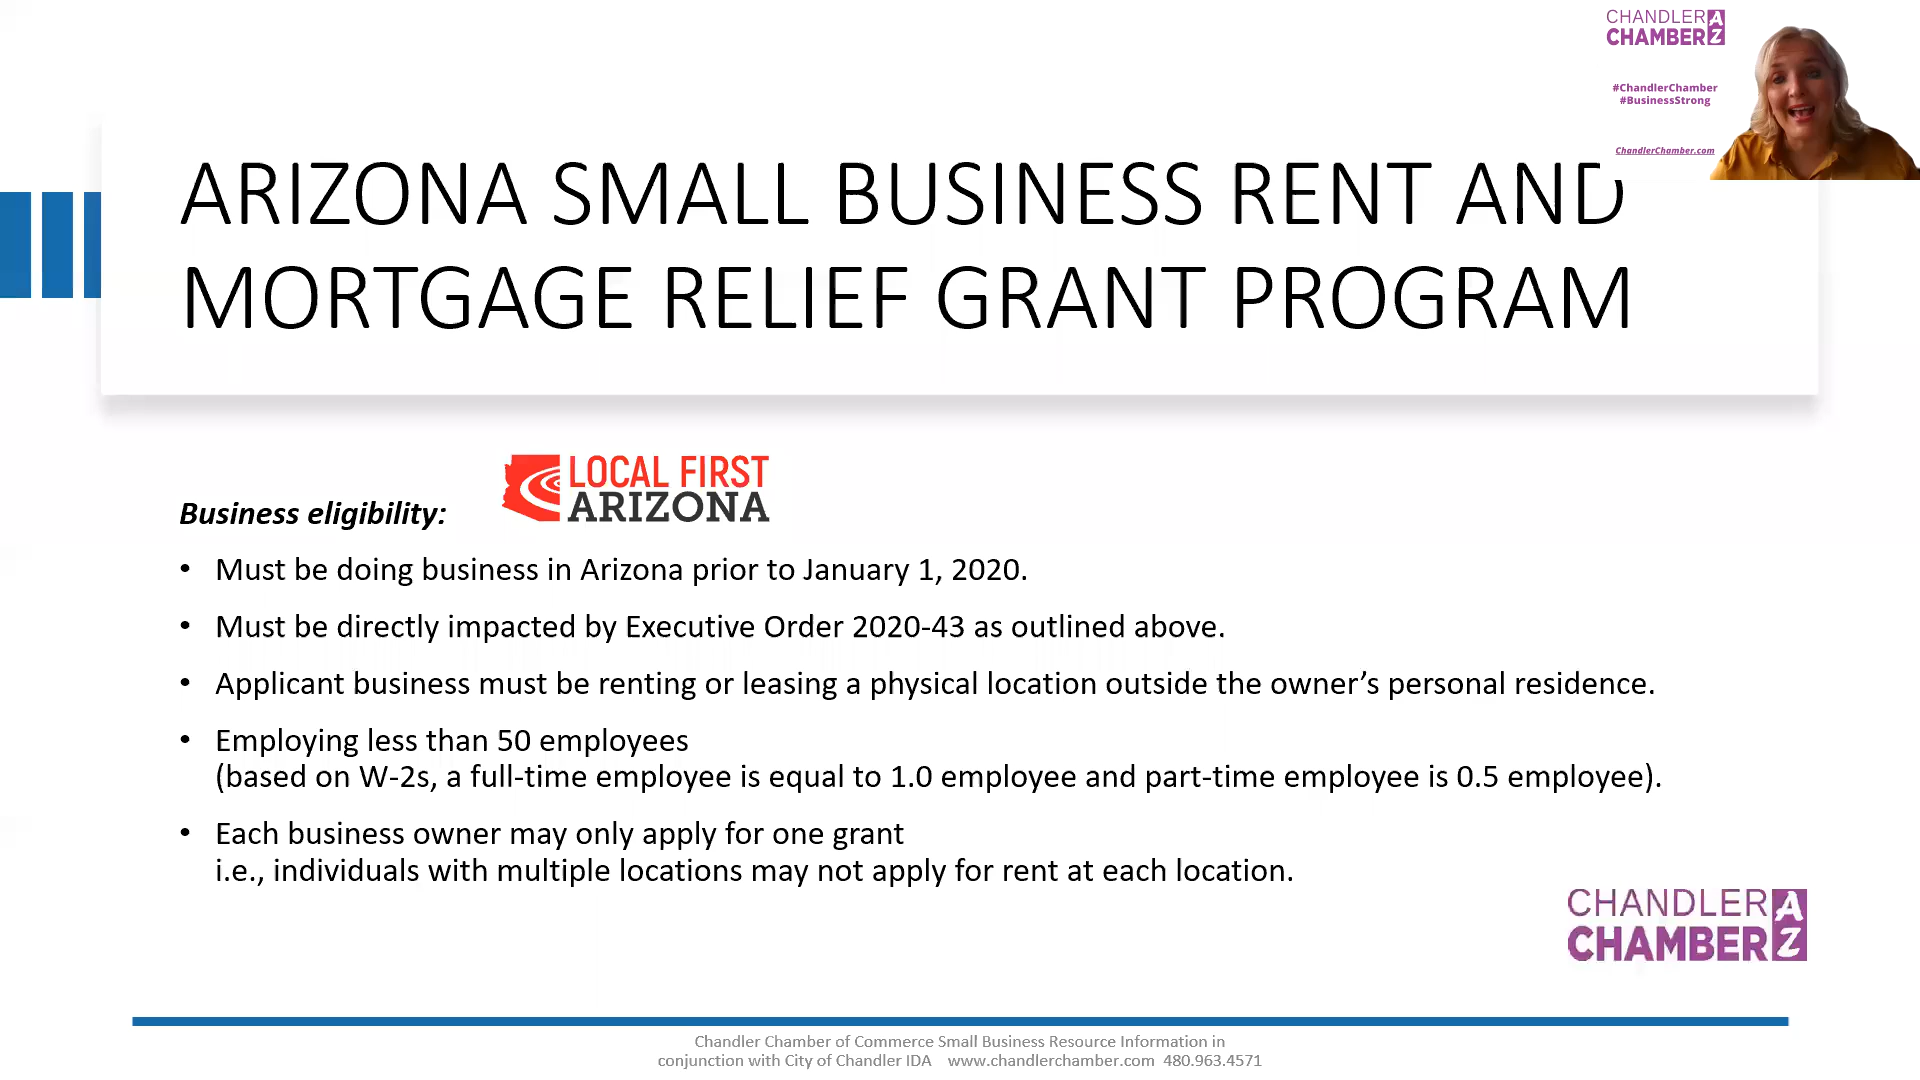 CHANDLER AZ
CHAMBER
#ChandlerChamber
#BusinessStrong
ChandlerChamber.com
ARIZONA SMALL BUSINESS RENT AND
MORTGAGE RELIEF GRANT PROGRAM
LOCAL FIRST
ARIZONA
Business eligibility:
• Must be doing business in Arizona prior to January 1, 2020.
• Must be directly impacted by Executive Order 2020-43 as outlined above.
• Applicant business must be renting or leasing a physical location outside the owner’s personal residence.
• Employing less than 50 employees
(based on W-2s, a full-time employee is equal to 1.0 employee and part-time employee is 0.5 employee).
• Each business owner may only apply for one grant
i.e., individuals with multiple locations may not apply for rent at each location.
CHANDLER AZ
CHAMBER
Chandler Chamber of Commerce Small Business Resource Information in
conjunction with City of Chandler IDA www.chandlerchamber.com 480.963.4571